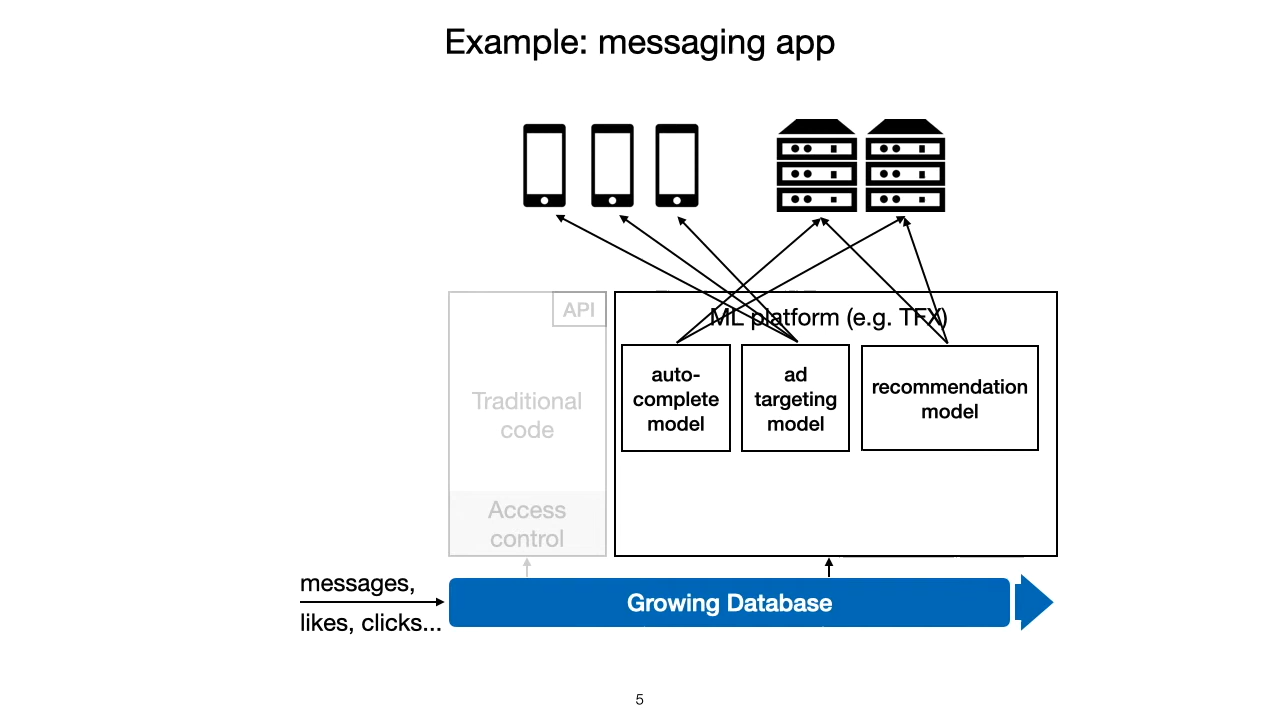 Example: messaging app
API
ML platform (e.g. TFX)
Traditional
code
auto-
complete
model
ad
targeting
model
recommendation
model
Access
control
messages,
likes, clicks...
Growing Database
5